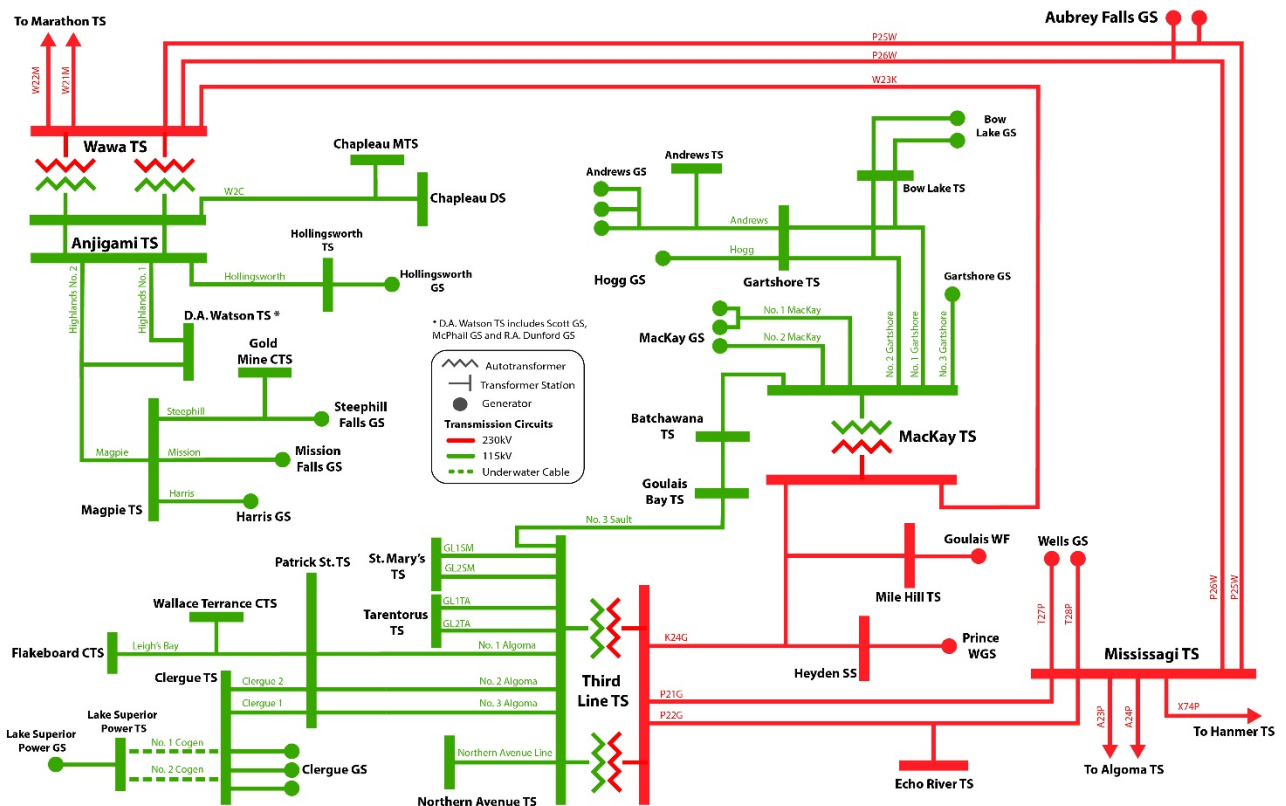 To Marathon TS
W22M
W21M
Wawa TS
P25W
P26W
W23K
Aubrey Falls GS
Chapleau MTS
W2C
Chapleau DS
Anjigami TS
Hollingsworth
TS
Hollingsworth
Hollingsworth
GS
Highlands No. 2
Highlands No. 1
D.A. Watson TS *
Gold
Mine CTS
Steephill
Steephill
Falls GS
Magpie
Mission
Mission
Falls GS
Harris
Harris GS
Magpie TS
* D.A. Watson TS includes Scott GS,
McPhail GS and R.A. Dunford GS
Autotransformer
Transformer Station
Generator
Transmission Circuits
230kV
115kV
Underwater Cable
Andrews GS
Andrews TS
Andrews
Hogg
Hogg GS
Gartshore TS
Bow
Lake GS
Bow Lake TS
Gartshore GS
MacKay GS
No. 1 MacKay
No. 2 MacKay
No. 2 Gartshore
No. 1 Gartshore
No. 3 Gartshore
Batchawana
TS
MacKay TS
Goulais
Bay TS
No. 3 Sault
Goulais WF
Mile Hill TS
Wells GS
T27P
T28P
P26W
P25W
K24G
Heyden SS
Prince
WGS
Mississagi TS
P21G
P22G
A23P
A24P
X74P
To Hanmer TS
To Algoma TS
Echo River TS
Patrick St. TS
St. Mary's
TS
GL1SM
GL2SM
Tarentorus
TS
GL1TA
GL2TA
Wallace Terrance CTS
Flakeboard CTS
Leigh's Bay
No. 1 Algoma
Clergue TS
Clergue 2
No. 2 Algoma
Clergue 1
No. 3 Algoma
Third
Line TS
Lake Superior
Power GS
Lake Superior
Power TS
No. 1 Cogen
No. 2 Cogen
Clergue GS
Northern Avenue Line
Northern Avenue TS